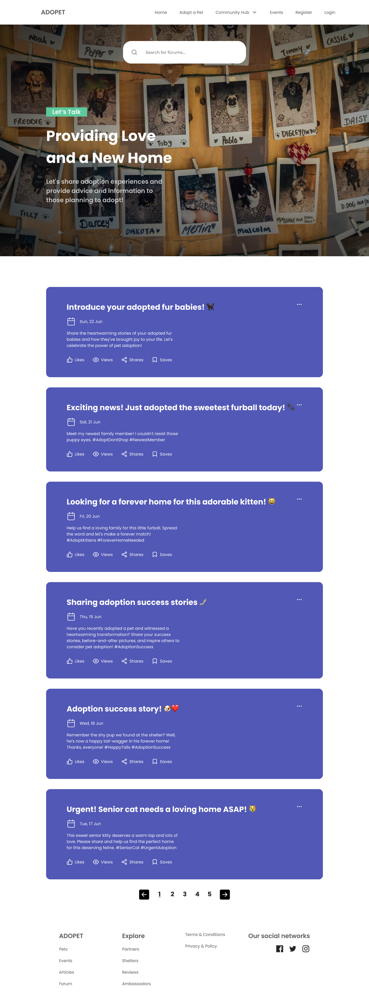 ADOPET
Home Adopt a Pet Community Hub Events Register Login
Noah
Pepper
Timmy
CASSIE
Search for forums...
FREDDIE
Let's Talk
Toby
Pablo
DIGLEY (THE DOG!)
DAISY
Providing Love
and a New Home
Let's share adoption experiences and
provide advice and information to
those planning to adopt!
TILLY
Darcey
DAKOTA
Merlin
Malcolm
MAYBELLE A.K.A. POOCH FACE!
D.DOG AKA
Introduce your adopted fur babies! 🐈‍⬛
Sun, 22 Jun
Share the heartwarming stories of your adopted fur
babies and how they've brought joy to your life. Let's
celebrate the power of pet adoption!
Likes Views Shares Saves
Exciting news! Just adopted the sweetest furball today! 🐾
Sat, 21 Jun
Meet my newest family member! I couldn't resist those
puppy eyes. #AdoptDontShop #NewestMember
Likes Views Shares Saves
Looking for a forever home for this adorable kitten! 😺
Fri, 20 Jun
Help us find a loving family for this little furball. Spread
the word and let's make a forever match!
#AdoptKittens #ForeverHomeNeeded
Likes Views Shares Saves
Sharing adoption success stories 🤳
Thu, 19 Jun
Have you recently adopted a pet and witnessed a
heartwarming transformation? Share your success
stories, before-and-after pictures, and inspire others to
consider pet adoption! #AdoptionSuccess
Likes Views Shares Saves
Adoption success story! 🐶❤️
Wed, 18 Jun
Remember the shy pup we found at the shelter? Well,
he's now a happy tail-wagger in his forever home!
Thanks, everyone! #HappyTails #AdoptionSuccess
Likes Views Shares Saves
Urgent! Senior cat needs a loving home ASAP! 😿
Tue, 17 Jun
This sweet senior kitty deserves a warm lap and lots of
love. Please share and help us find the perfect home
for this deserving feline. #SeniorCat #UrgentAdoption
Likes Views Shares Saves
1 2 3 4 5
ADOPET
Pets
Events
Articles
Forum
Explore
Partners
Shelters
Reviews
Ambassadors
Terms & Conditions
Privacy & Policy
Our social networks